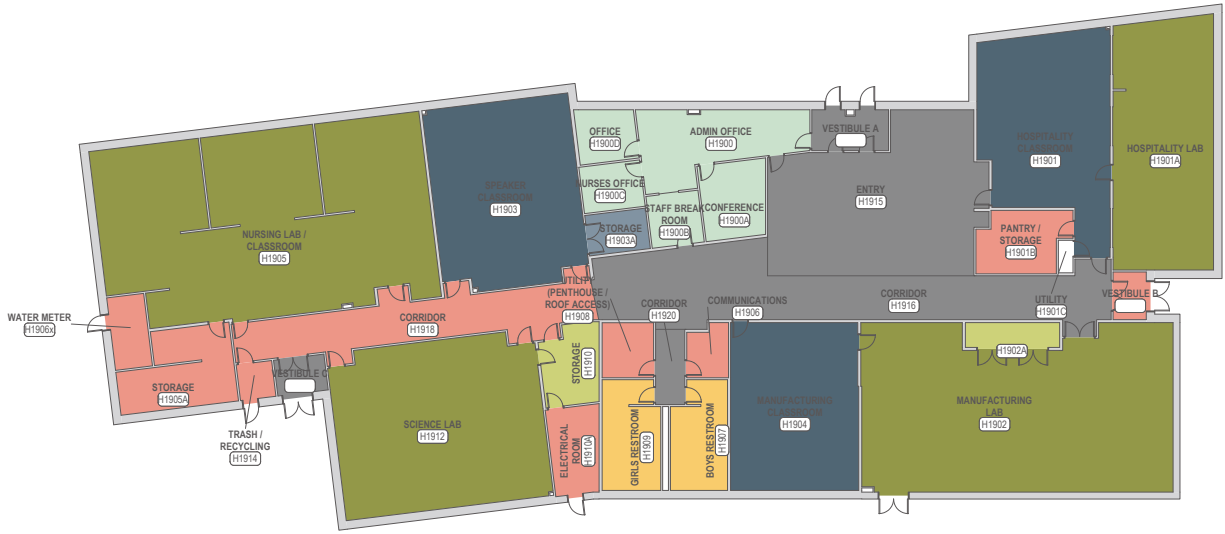 OFFICE
H1900D
ADMIN OFFICE
H1900
VESTIBULE A
HOSPITALITY
CLASSROOM
H1901
HOSPITALITY LAB
H1901A
NURSES OFFICE
H1900C
SPEAKER
CLASSROOM
H1903
ENTRY
H1915
STAFF BREAK
ROOM
H1900B
CONFERENCE
H1900A
STORAGE
H1903A
NURSING LAB /
CLASSROOM
H1905
PANTRY /
STORAGE
H1901B
UTILITY
(PENTHOUSE /
ROOF ACCESS)
H1908
CORRIDOR
H1920
COMMUNICATIONS
H1906
CORRIDOR
H1916
UTILITY
H1901C
VESTIBULE B
WATER METER
H1906x
CORRIDOR
H1918
STORAGE
H1910
H1902A
VESTIBULE C
STORAGE
H1905A
MANUFACTURING
CLASSROOM
H1904
MANUFACTURING
LAB
H1902
SCIENCE LAB
H1912
TRASH /
RECYCLING
H1914
ELECTRICAL
ROOM
H1910A
GIRLS RESTROOM
H1909
BOYS RESTROOM
H1907